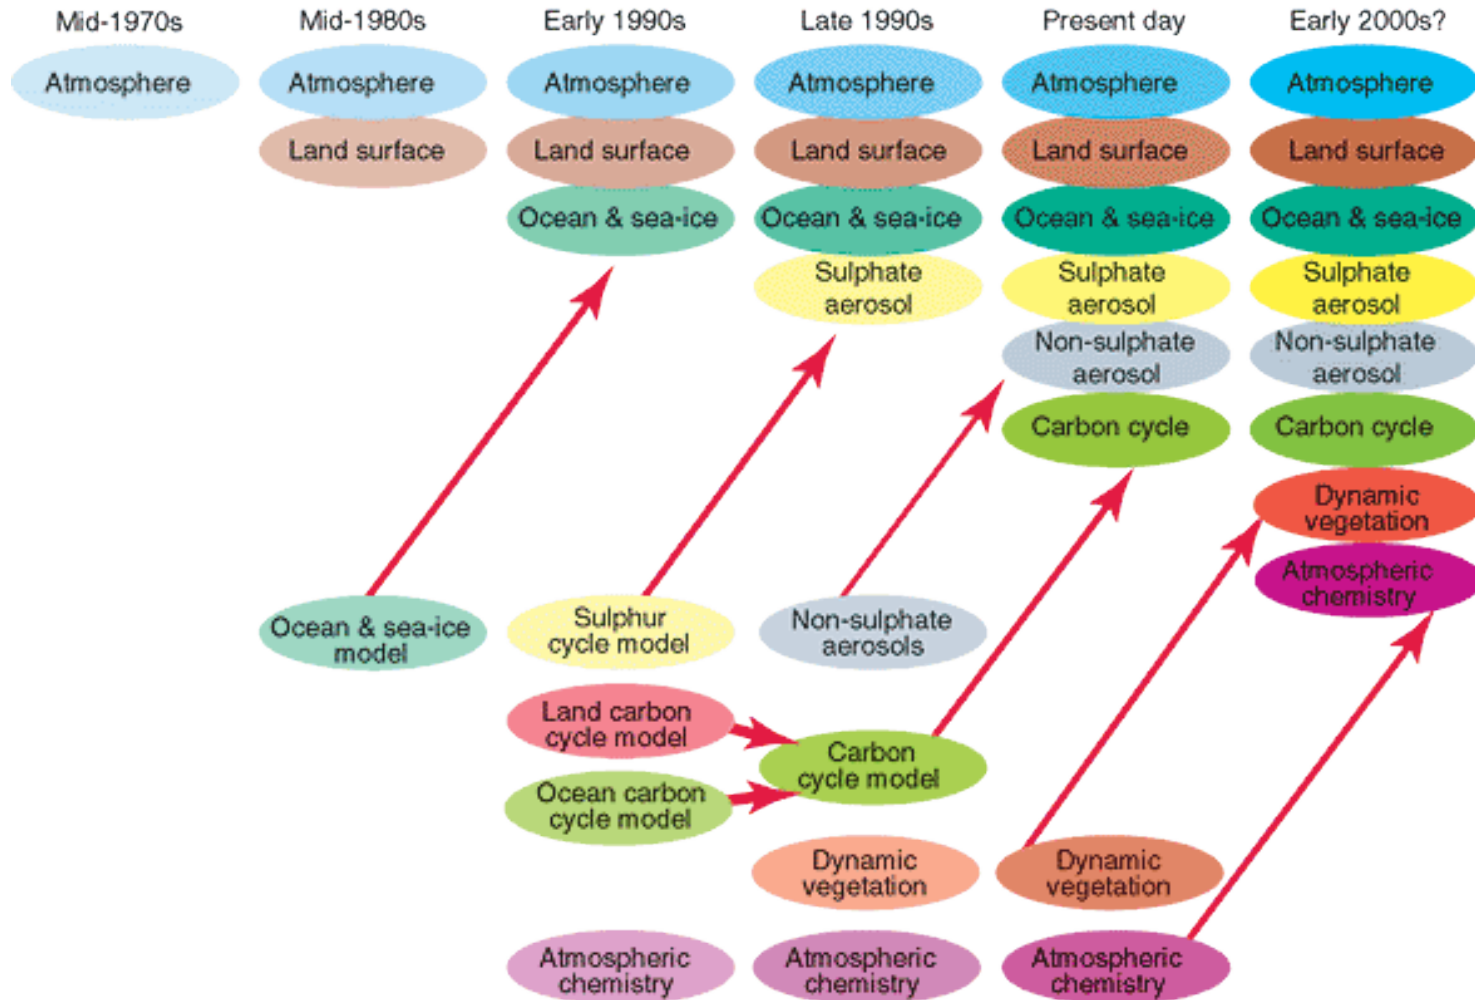 Mid-1970s
Mid-1980s
Early 1990s
Late 1990s
Present day
Early 2000s?
Atmosphere
Atmosphere
Atmosphere
Atmosphere
Atmosphere
Atmosphere
Land surface
Land surface
Land surface
Land surface
Land surface
Ocean & sea-ice
Ocean & sea-ice
Ocean & sea-ice
Ocean & sea-ice
Sulphate
aerosol
Sulphate
aerosol
Sulphate
aerosol
Non-sulphate
aerosol
Non-sulphate
aerosol
Carbon cycle
Carbon cycle
Dynamic
vegetation
Atmospheric
chemistry
Ocean & sea-ice
model
Sulphur
cycle model
Non-sulphate
aerosols
Land carbon
cycle model
Carbon
cycle model
Ocean carbon
cycle model
Dynamic
vegetation
Dynamic
vegetation
Atmospheric
chemistry
Atmospheric
chemistry
Atmospheric
chemistry